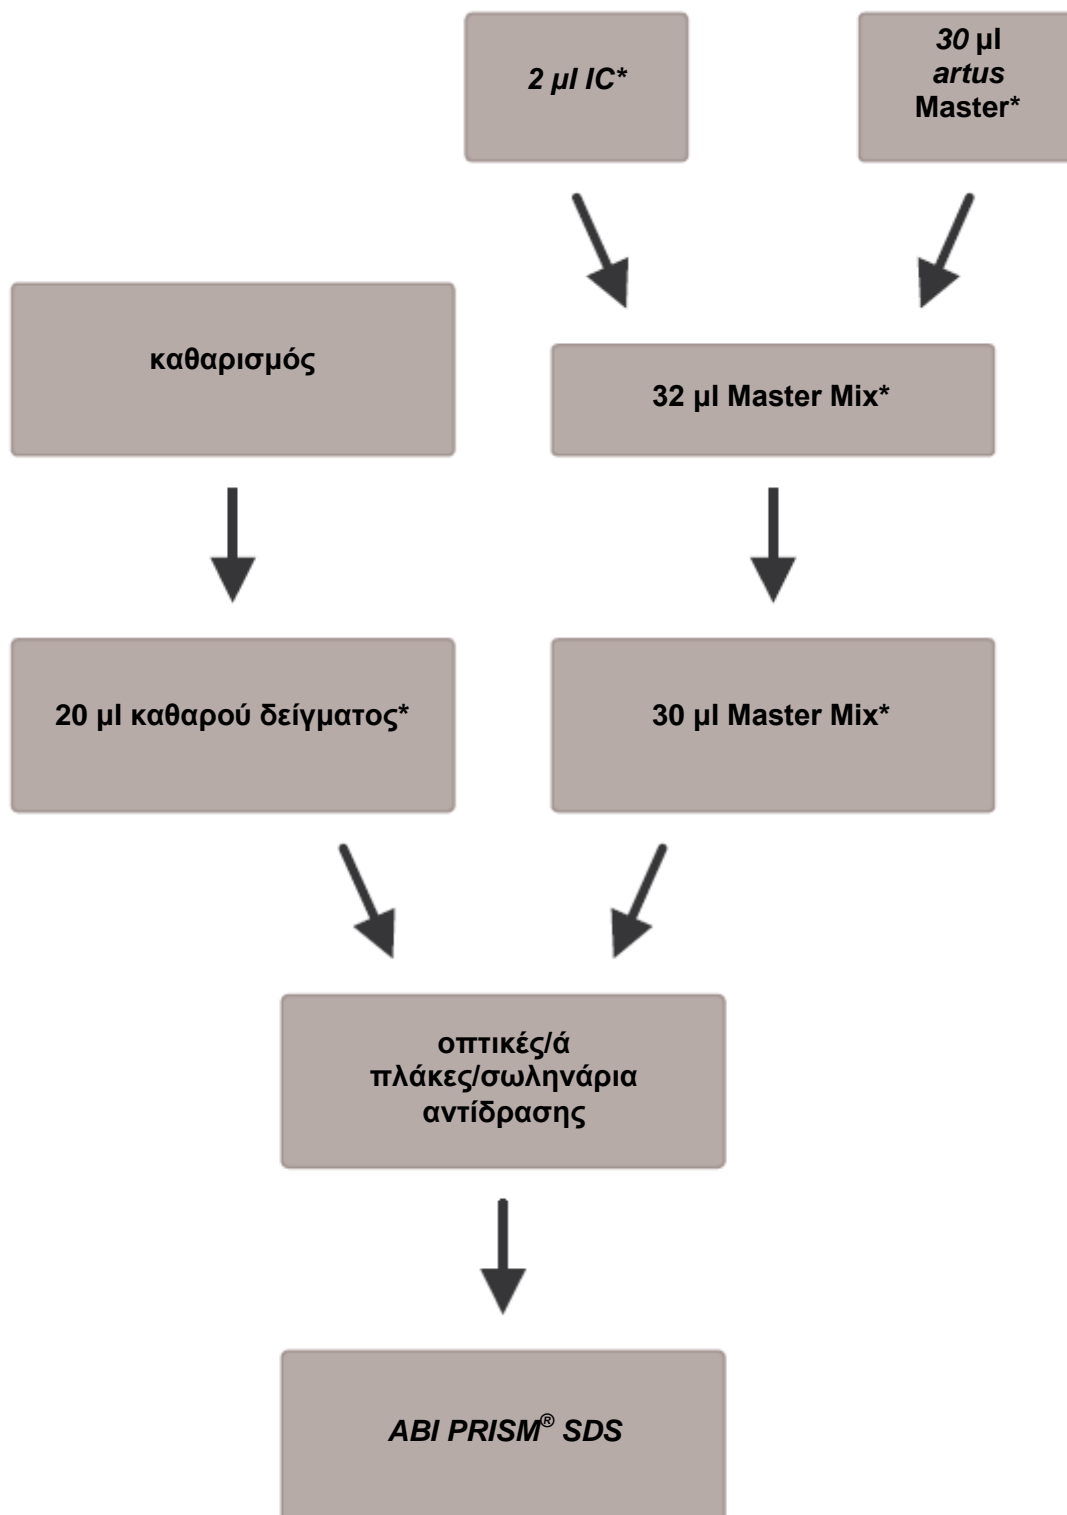 2 µl IC*
30 µl
artus
Master*
καθαρισμός
32 µl Master Mix*
20 µl καθαρού δείγματος*
30 µl Master Mix*
οπτικές/ά
πλάκες/σωληνάρια
αντίδρασης
ABI PRISM® SDS